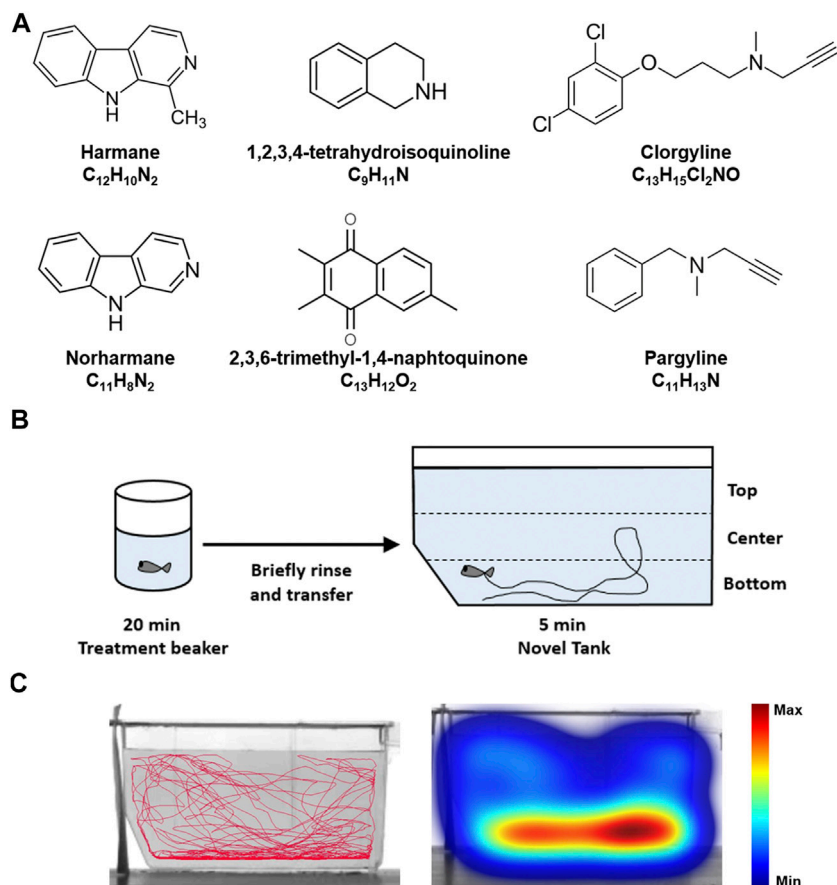 A
N
N
H
CH₃
Harmane
C₁₂H₁₀N₂
NH
1,2,3,4-tetrahydroisoquinoline
C₉H₁₁N
Cl
O
N
Cl
Clorgyline
C₁₃H₁₅Cl₂NO
N
N
H
Norharmane
C₁₁H₈N₂
O
O
2,3,6-trimethyl-1,4-naphtoquinone
C₁₃H₁₂O₂
N
Pargyline
C₁₁H₁₃N
B
20 min
Treatment beaker
Briefly rinse
and transfer
Top
Center
Bottom
5 min
Novel Tank
C
Max
Min